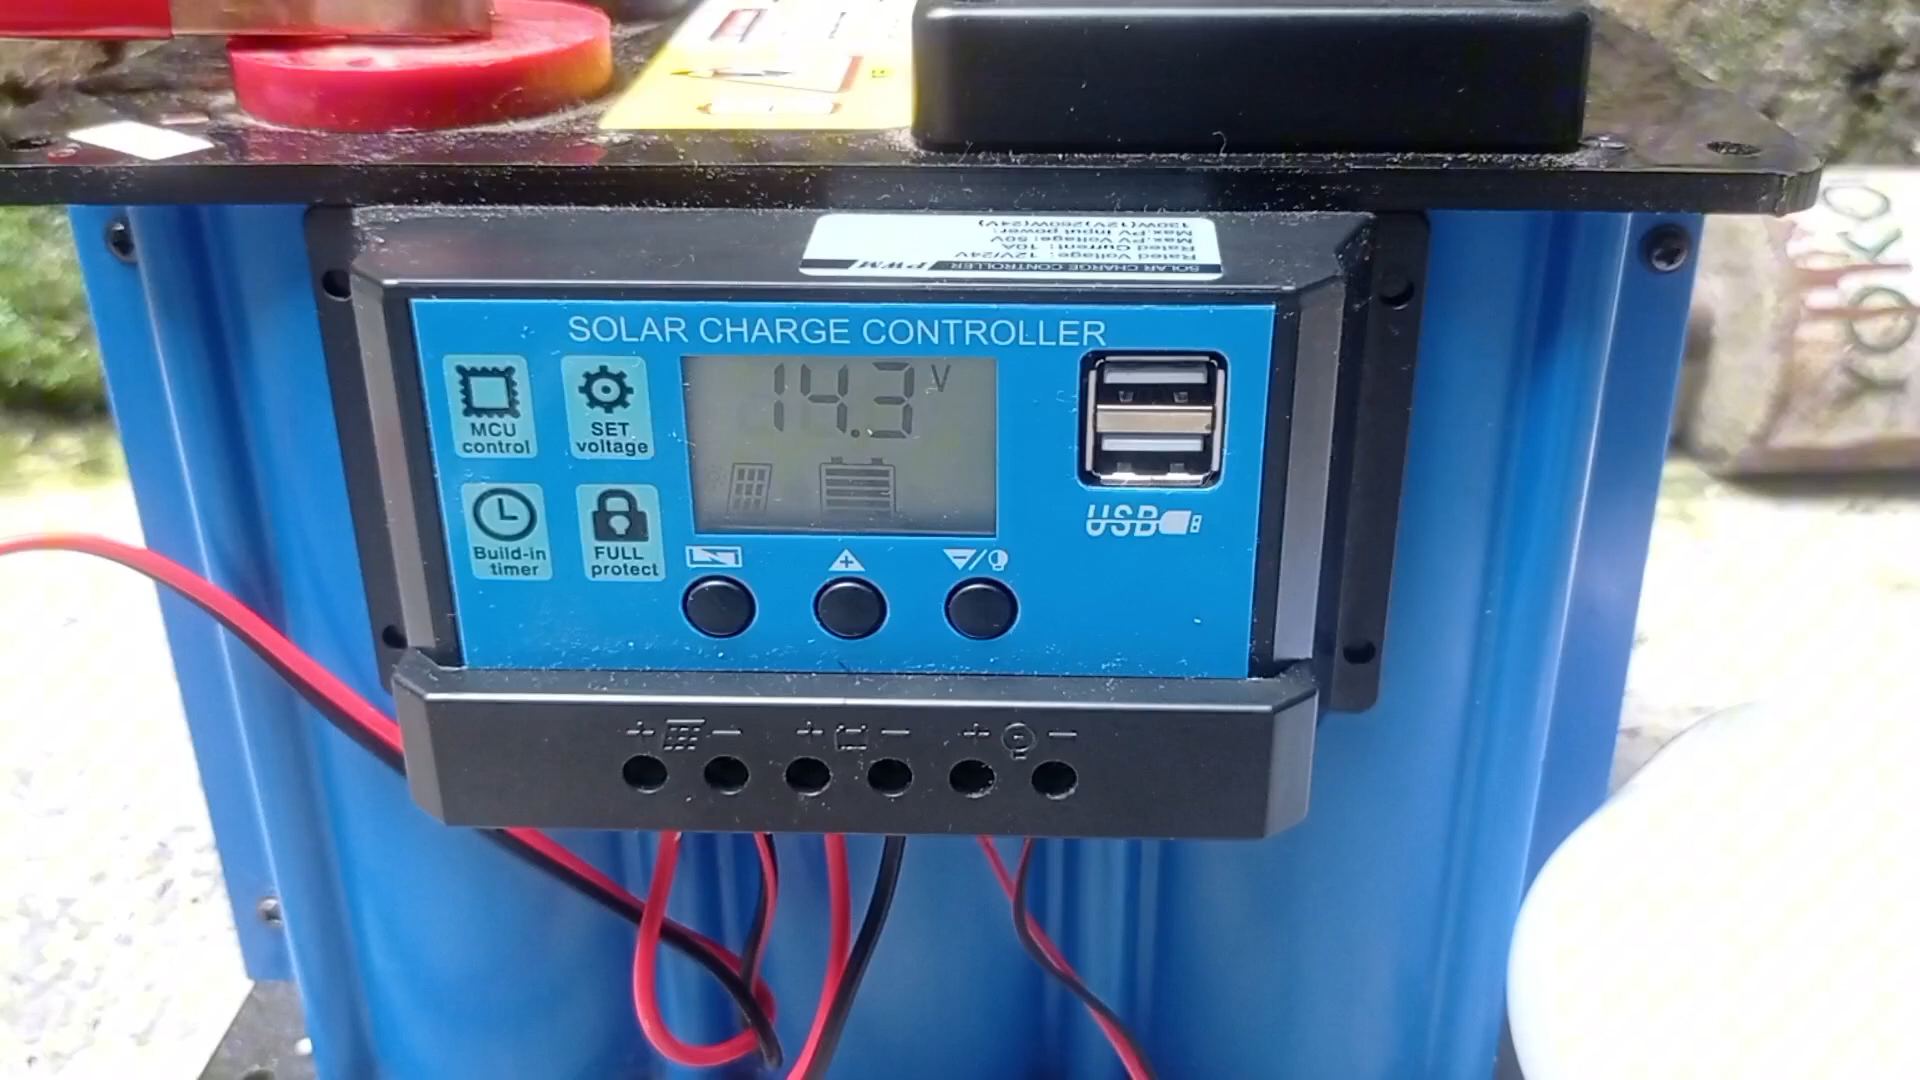 SOLAR CHARGE CONTROLLER PWM
Rated Voltage: 12V/24V
Rated Current: 10A
Max.PV Voltage: 50V
Max.PV Input power:
130W(12V)260W(24V)
SOLAR CHARGE CONTROLLER
14.3 V
MCU
control
SET
voltage
Build-in
timer
FULL
protect
USB
YOKO